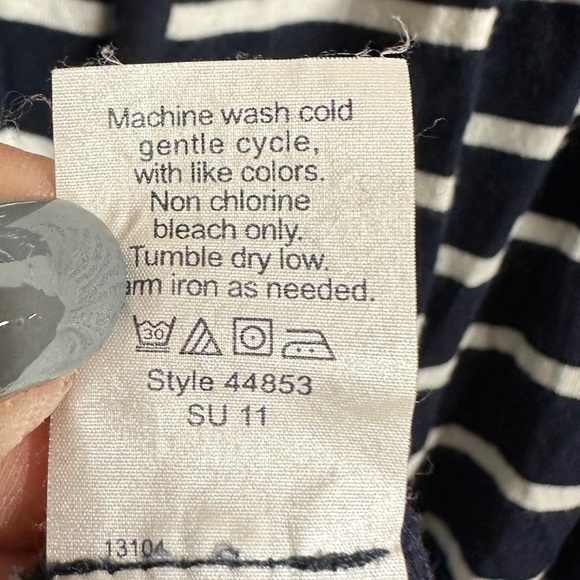 Machine wash cold
gentle cycle,
with like colors.
Non chlorine
bleach only.
Tumble dry low.
iron as needed.
30
Style 44853
SU 11
13104